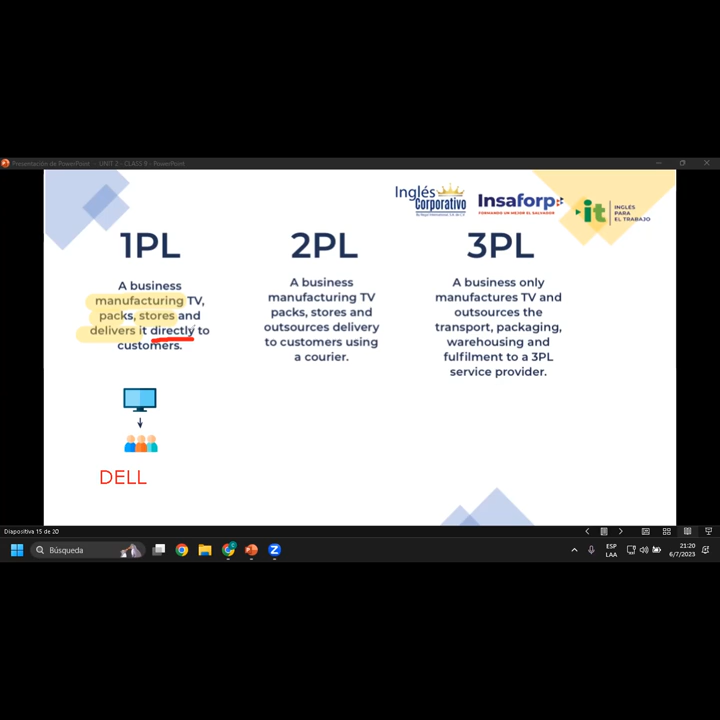 Presentación de PowerPoint - UNIT 2 - CLASS 9 - PowerPoint
Inglés
Corporativo
Insaforp
FORMANDO UN MEJOR EL SALVADOR
it
INGLÉS
PARA
EL TRABAJO
1PL
A business
manufacturing TV,
packs, stores and
delivers it directly to
customers.
DELL
2PL
A business
manufacturing TV
packs, stores and
outsources delivery
to customers using
a courier.
3PL
A business only
manufactures TV and
outsources the
transport, packaging,
warehousing and
fulfilment to a 3PL
service provider.
Diapositiva 15 de 20
Búsqueda
ESP
LAA
21:20
6/7/2023